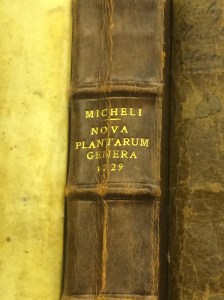 MICHELI
NOVA
PLANTARUM
GENERA
1729